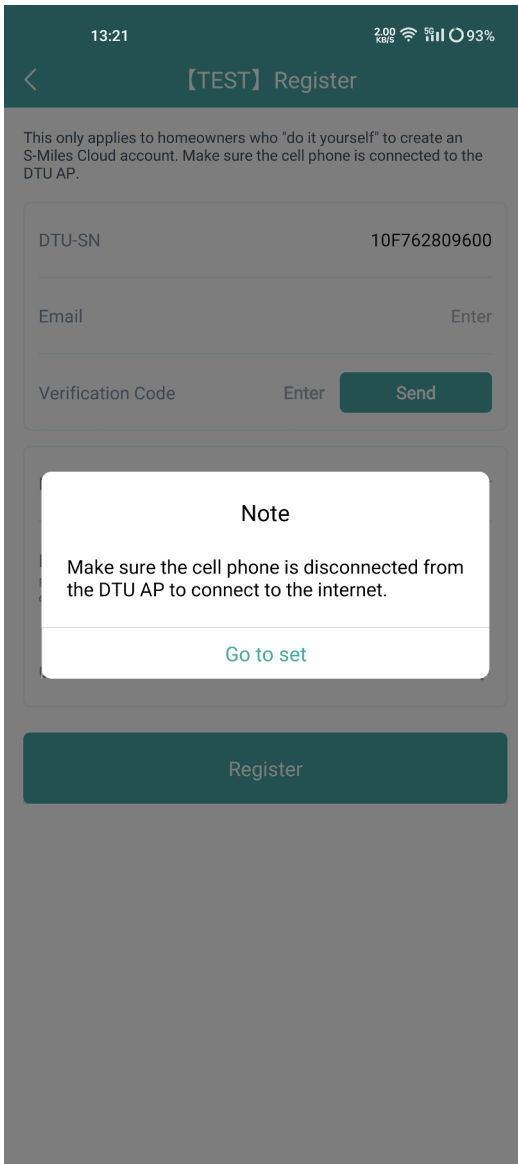 13:21
2.00 KB/S 5G 93%
【TEST】Register
This only applies to homeowners who "do it yourself" to create an
S-Miles Cloud account. Make sure the cell phone is connected to the
DTU AP.
DTU-SN 10F762809600
Email Enter
Verification Code Enter Send
Note
Make sure the cell phone is disconnected from
the DTU AP to connect to the internet.
Go to set
Register